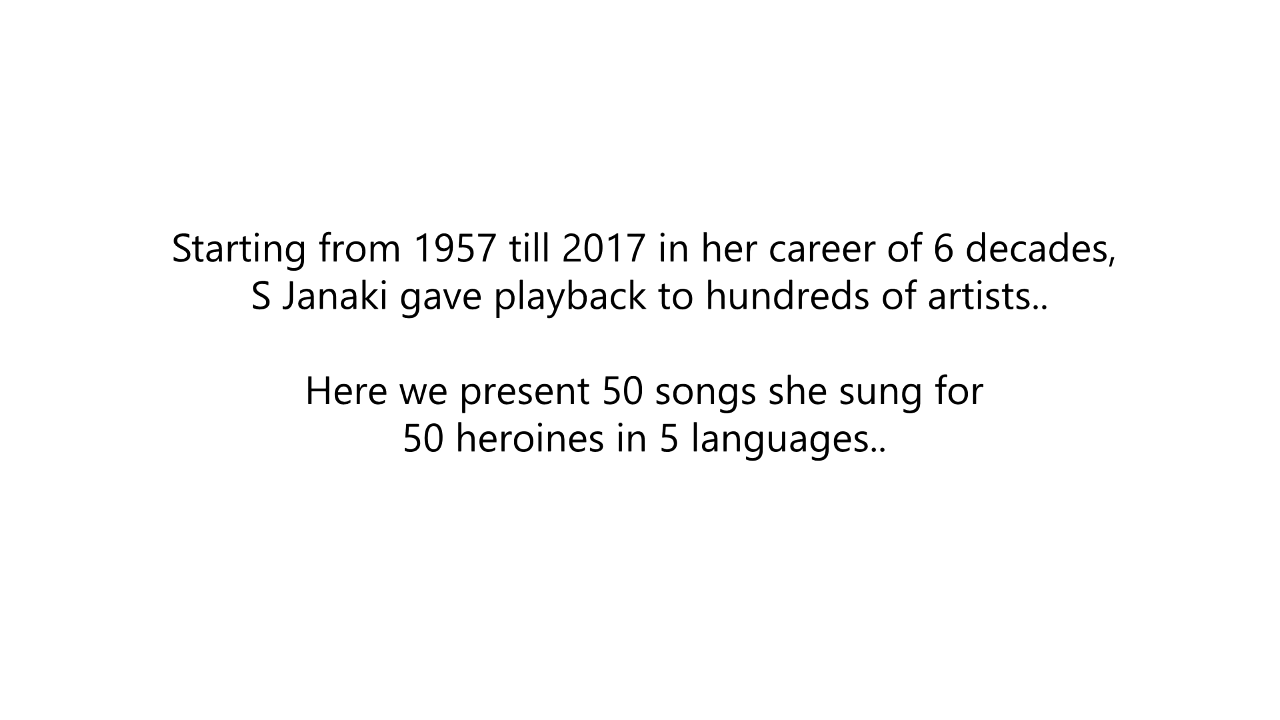 Starting from 1957 till 2017 in her career of 6 decades,
S Janaki gave playback to hundreds of artists..
Here we present 50 songs she sung for
50 heroines in 5 languages..